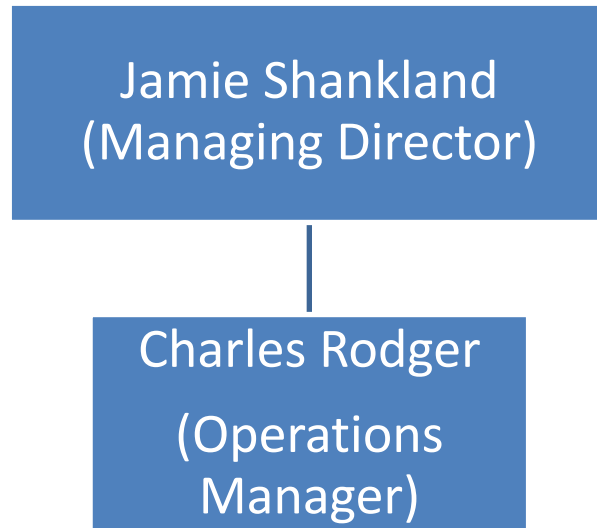 Jamie Shankland
(Managing Director)
Charles Rodger
(Operations
Manager)